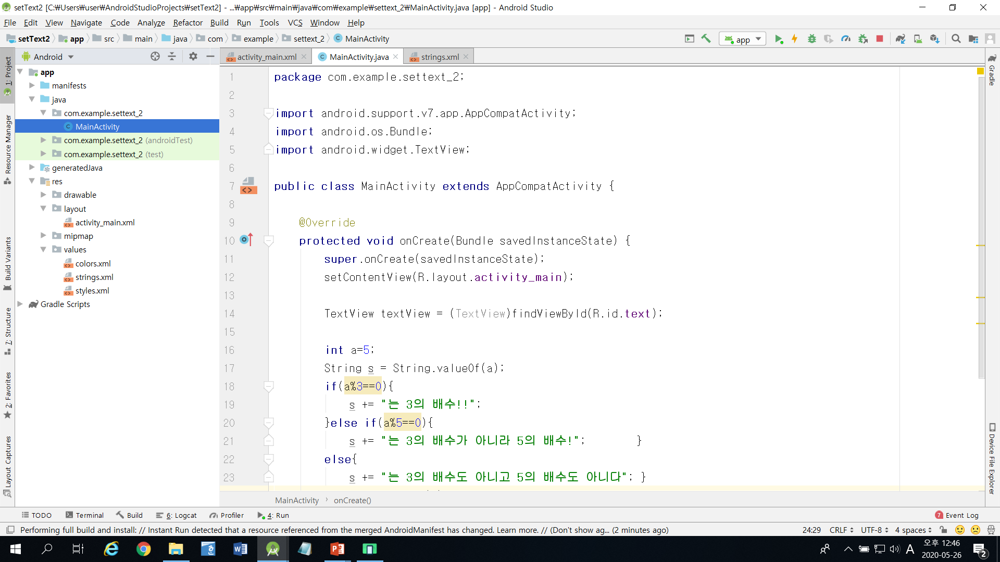 setText2 [C:₩Users₩user₩AndroidStudioProjects₩setText2] - ...₩app₩src₩main₩java₩com₩example₩settext_2₩MainActivity.java [app] - Android Studio
File Edit View Navigate Code Analyze Refactor Build Run Tools VCS Window Help
setText2 app src main java com example settext_2 MainActivity app
Android
activity_main.xml MainActivity.java strings.xml
1: Project
Resource Manager
Build Variants
7: Structure
2: Favorites
Layout Captures
app
manifests
java
com.example.settext_2
MainActivity
com.example.settext_2 (androidTest)
com.example.settext_2 (test)
generatedJava
res
drawable
layout
activity_main.xml
mipmap
values
colors.xml
strings.xml
styles.xml
Gradle Scripts
1 package com.example.settext_2;
2
3 import android.support.v7.app.AppCompatActivity;
4 import android.os.Bundle;
5 import android.widget.TextView;
6
7 public class MainActivity extends AppCompatActivity {
8
9 @Override
10 protected void onCreate(Bundle savedInstanceState) {
11 super.onCreate(savedInstanceState);
12 setContentView(R.layout.activity_main);
13
14 TextView textView = (TextView)findViewById(R.id.text);
15
16 int a=5;
17 String s = String.valueOf(a);
18 if(a%3==0){
19 s += "는 3의 배수!!";
20 }else if(a%5==0){
21 s += "는 3의 배수가 아니라 5의 배수!"; }
22 else{
23 s += "는 3의 배수도 아니고 5의 배수도 아니다"; }
MainActivity › onCreate()
Gradle
Device File Explorer
TODO Terminal Build 6: Logcat Profiler 4: Run 7 Event Log
Performing full build and install: // Instant Run detected that a resource referenced from the merged AndroidManifest has changed. Learn more. // (Don't show ag... (2 minutes ago) 24:29 CRLF UTF-8 4 spaces
A 오후 12:46
2020-05-26
2